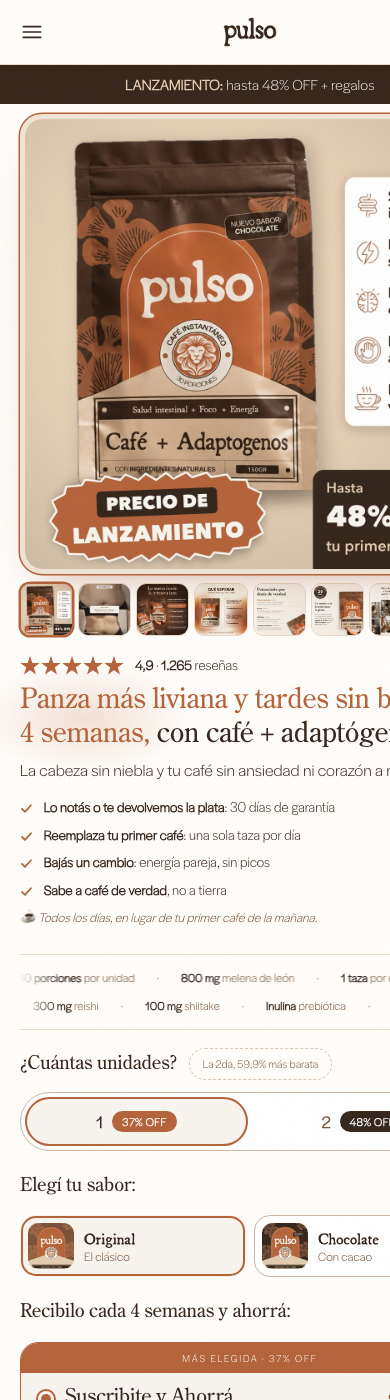 pulso
LANZAMIENTO: hasta 48% OFF + regalos
NUEVO SABOR:
CHOCOLATE
pulso
CAFÉ INSTANTÁNEO
30 PORCIONES
Salud intestinal + Foco + Energía
Café + Adaptogenos
CON INGREDIENTES NATURALES 150GR
PRECIO DE
LANZAMIENTO
Hasta
48%
tu primer
4,9 · 1.265 reseñas
Panza más liviana y tardes sin b
4 semanas, con café + adaptóge
La cabeza sin niebla y tu café sin ansiedad ni corazón a
Lo notás o te devolvemos la plata: 30 días de garantía
Reemplaza tu primer café: una sola taza por día
Bajás un cambio: energía pareja, sin picos
Sabe a café de verdad, no a tierra
Todos los días, en lugar de tu primer café de la mañana.
0 porciones por unidad · 800 mg melena de león · 1 taza por
300 mg reishi · 100 mg shiitake · Inulina prebiótica ·
¿Cuántas unidades? La 2da, 59,9% más barata
1 37% OFF 2 48% OFF
Elegí tu sabor:
Original
El clásico
Chocolate
Con cacao
Recibilo cada 4 semanas y ahorrá:
MÁS ELEGIDA · 37% OFF
Suscribite y Ahorrá